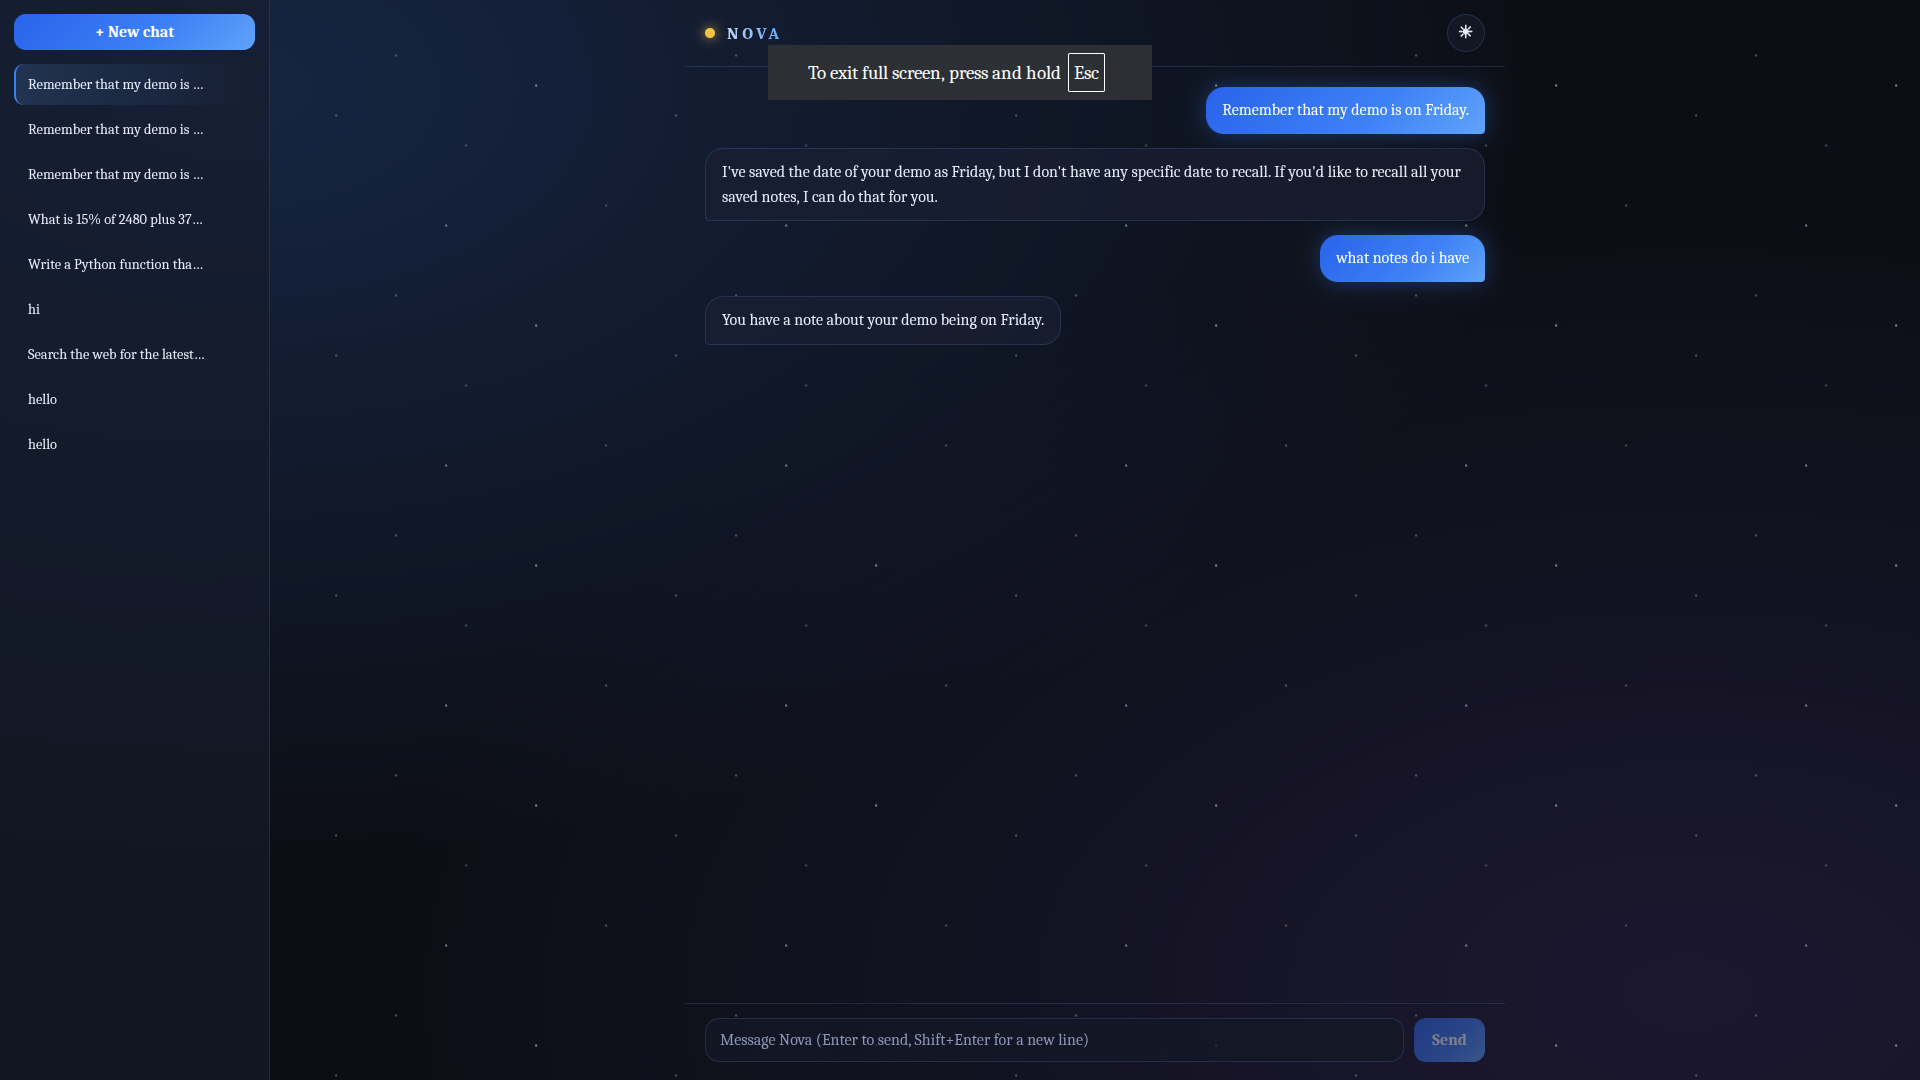 + New chat
Remember that my demo is ...
Remember that my demo is ...
Remember that my demo is ...
What is 15% of 2480 plus 37...
Write a Python function tha...
hi
Search the web for the latest...
hello
hello
NOVA
To exit full screen, press and hold Esc
Remember that my demo is on Friday.
I've saved the date of your demo as Friday, but I don't have any specific date to recall. If you'd like to recall all your
saved notes, I can do that for you.
what notes do i have
You have a note about your demo being on Friday.
Message Nova (Enter to send, Shift+Enter for a new line)
Send